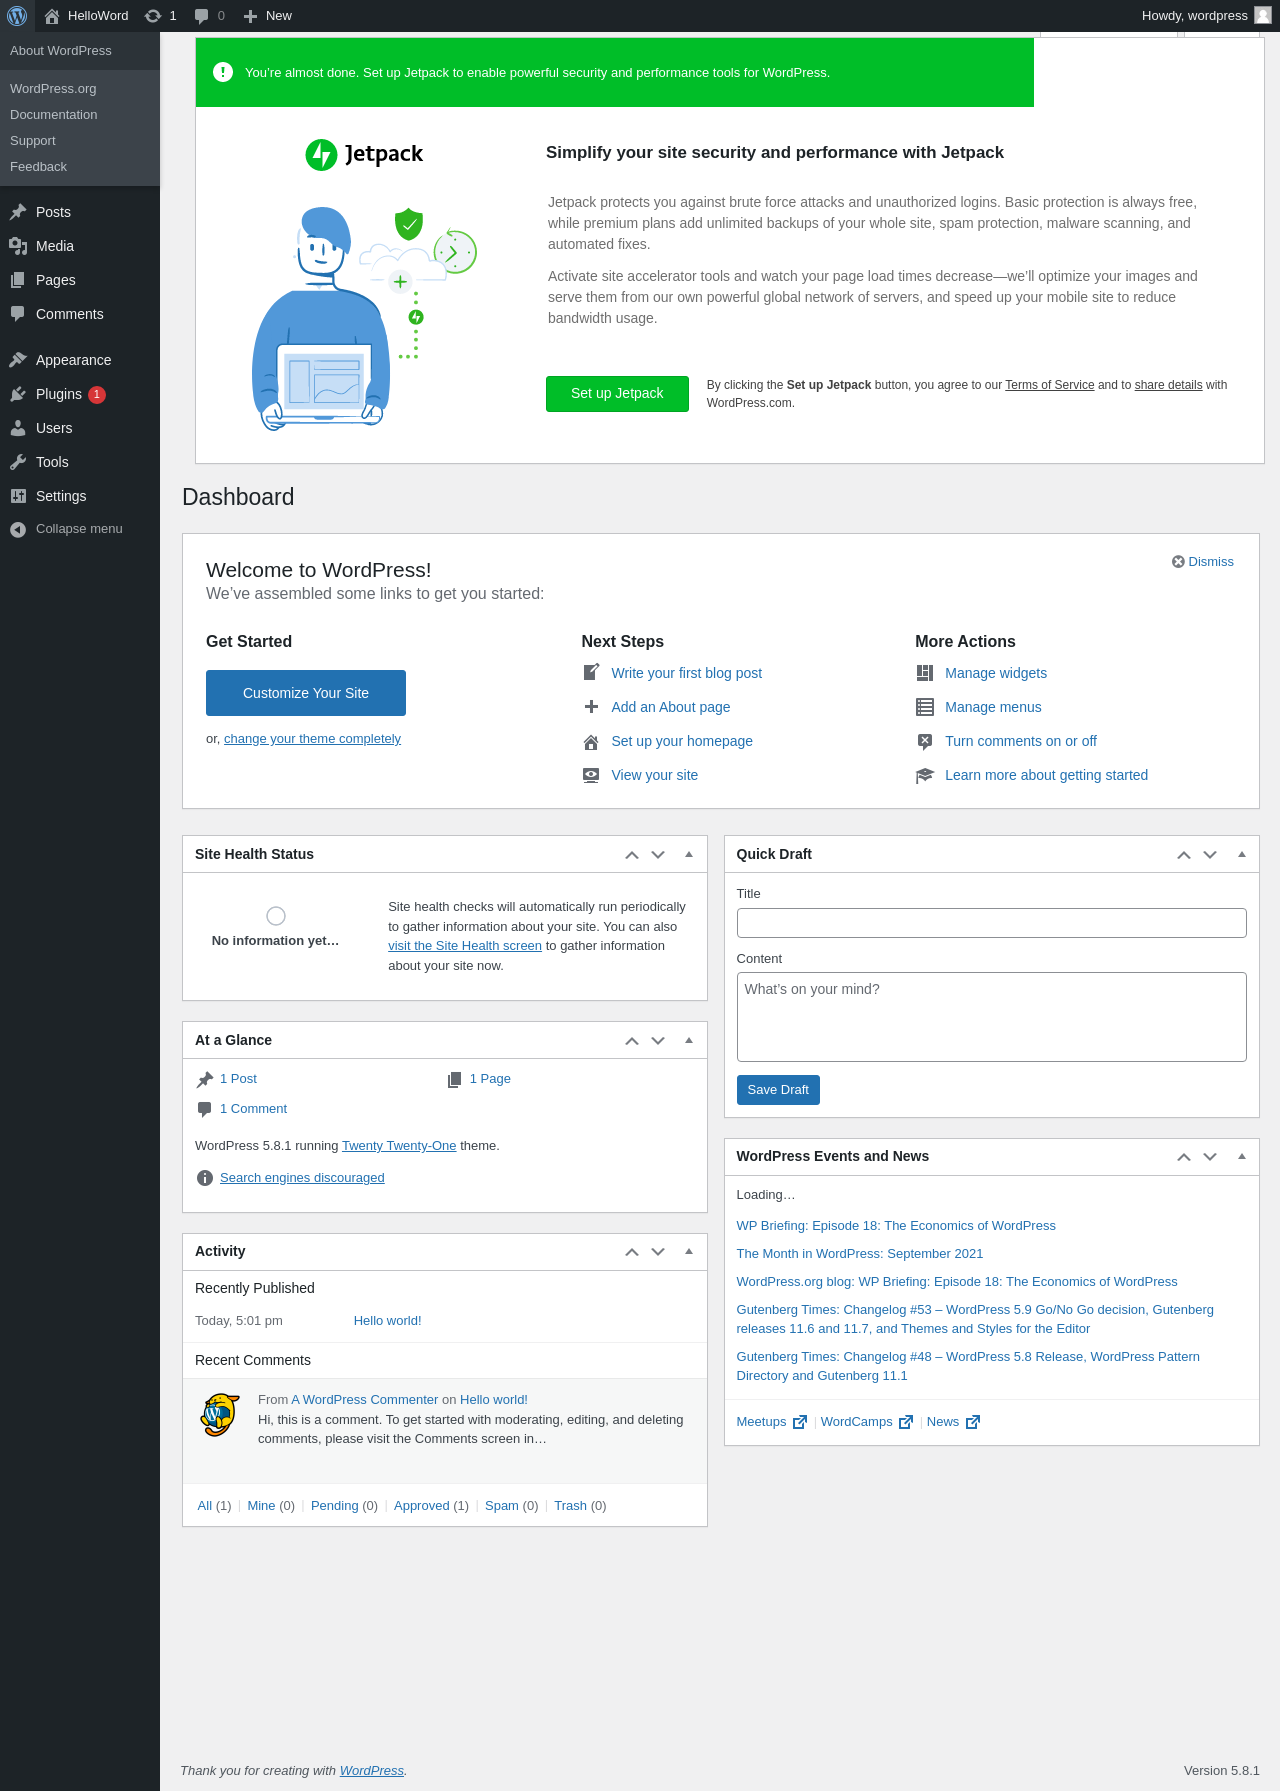 HelloWord 1 0 New Howdy, wordpress
About WordPress
WordPress.org
Documentation
Support
Feedback
Posts
Media
Pages
Comments
Appearance
Plugins 1
Users
Tools
Settings
Collapse menu
You're almost done. Set up Jetpack to enable powerful security and performance tools for WordPress.
Jetpack
Simplify your site security and performance with Jetpack
Jetpack protects you against brute force attacks and unauthorized logins. Basic protection is always free,
while premium plans add unlimited backups of your whole site, spam protection, malware scanning, and
automated fixes.
Activate site accelerator tools and watch your page load times decrease—we’ll optimize your images and
serve them from our own powerful global network of servers, and speed up your mobile site to reduce
bandwidth usage.
Set up Jetpack
By clicking the Set up Jetpack button, you agree to our Terms of Service and to share details with
WordPress.com.
Dashboard
Welcome to WordPress!
Dismiss
We’ve assembled some links to get you started:
Get Started
Customize Your Site
or, change your theme completely
Next Steps
Write your first blog post
Add an About page
Set up your homepage
View your site
More Actions
Manage widgets
Manage menus
Turn comments on or off
Learn more about getting started
Site Health Status
No information yet…
Site health checks will automatically run periodically
to gather information about your site. You can also
visit the Site Health screen to gather information
about your site now.
At a Glance
1 Post
1 Page
1 Comment
WordPress 5.8.1 running Twenty Twenty-One theme.
Search engines discouraged
Activity
Recently Published
Today, 5:01 pm Hello world!
Recent Comments
From A WordPress Commenter on Hello world!
Hi, this is a comment. To get started with moderating, editing, and deleting
comments, please visit the Comments screen in…
All (1) | Mine (0) | Pending (0) | Approved (1) | Spam (0) | Trash (0)
Quick Draft
Title
Content
What’s on your mind?
Save Draft
WordPress Events and News
Loading…
WP Briefing: Episode 18: The Economics of WordPress
The Month in WordPress: September 2021
WordPress.org blog: WP Briefing: Episode 18: The Economics of WordPress
Gutenberg Times: Changelog #53 – WordPress 5.9 Go/No Go decision, Gutenberg
releases 11.6 and 11.7, and Themes and Styles for the Editor
Gutenberg Times: Changelog #48 – WordPress 5.8 Release, WordPress Pattern
Directory and Gutenberg 11.1
Meetups | WordCamps | News
Thank you for creating with WordPress.
Version 5.8.1